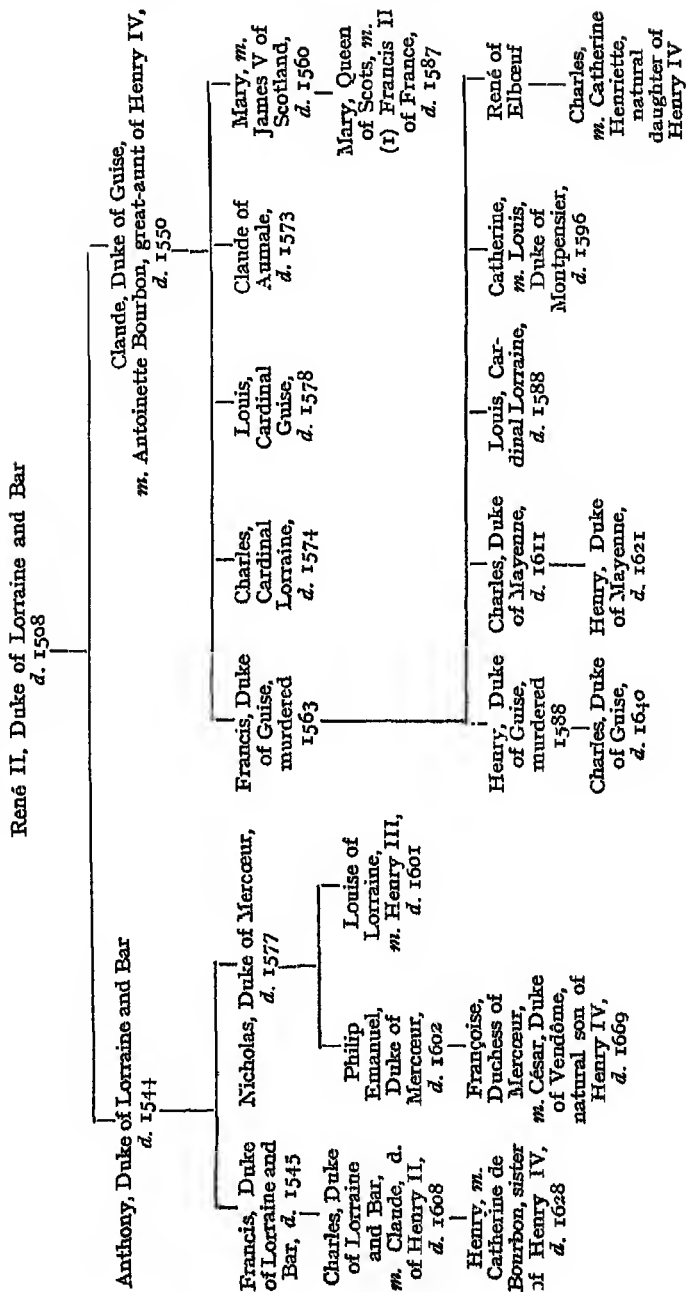 René II, Duke of Lorraine and Bar
d. 1508
Anthony, Duke of Lorraine and Bar
d. 1544
Claude, Duke of Guise,
m. Antoinette Bourbon, great-aunt of Henry IV,
d. 1550
Francis, Duke
of Lorraine and
Bar, d. 1545
Nicholas, Duke of Mercœur,
d. 1577
Charles, Duke
of Lorraine
and Bar,
m. Claude, d.
of Henry II,
d. 1608
Philip
Emanuel,
Duke of
Mercœur,
d. 1602
Louise of
Lorraine,
m. Henry III,
d. 1601
Henry, m.
Catherine de
Bourbon, sister
of Henry IV,
d. 1628
Françoise,
Duchess of
Mercœur,
m. César, Duke
of Vendôme,
natural son of
Henry IV,
d. 1669
Francis, Duke
of Guise,
murdered
1563
Charles,
Cardinal
Lorraine,
d. 1574
Louis,
Cardinal
Guise,
d. 1578
Claude of
Aumale,
d. 1573
Mary, m.
James V of
Scotland,
d. 1560
Mary, Queen
of Scots, m.
(1) Francis II
of France,
d. 1587
Henry, Duke
of Guise,
murdered
1588
Charles, Duke
of Mayenne,
d. 1611
Louis, Car-
dinal Lorraine,
d. 1588
Catherine,
m. Louis,
Duke of
Montpensier,
d. 1596
René of
Elbœuf
Charles, Duke
of Guise,
d. 1640
Henry, Duke
of Mayenne,
d. 1621
Charles,
m. Catherine
Henriette,
natural
daughter of
Henry IV